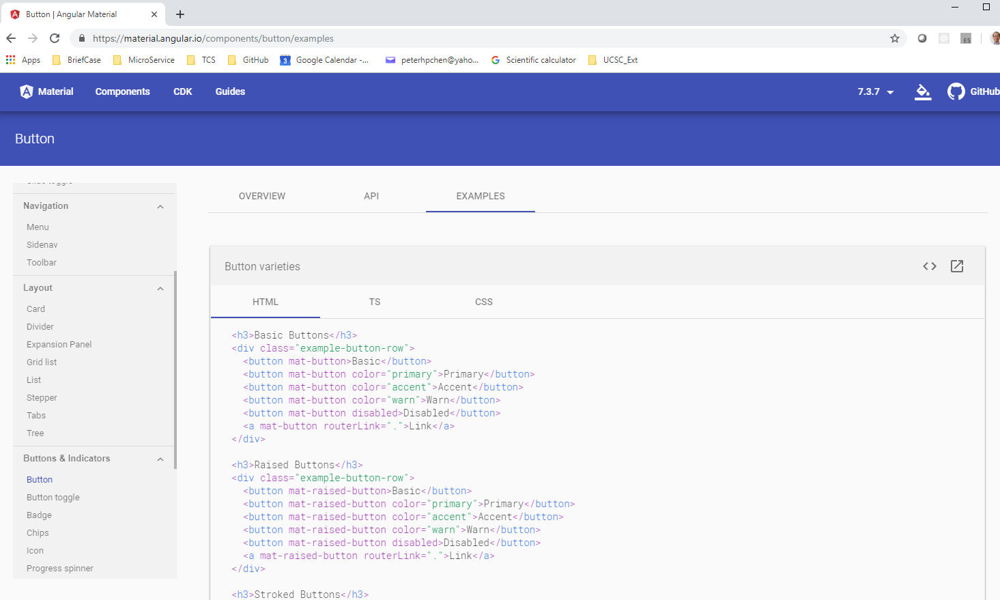 Button | Angular Material
https://material.angular.io/components/button/examples
Apps BriefCase MicroService TCS GitHub 3 Google Calendar -... peterhpchen@yaho... Scientific calculator UCSC_Ext
ES
Material Components CDK Guides 7.3.7 GitHub
Button
Slide toggle
OVERVIEW API EXAMPLES
Navigation
Menu
Sidenav
Toolbar
Layout
Card
Divider
Expansion Panel
Grid list
List
Stepper
Tabs
Tree
Buttons & Indicators
Button
Button toggle
Badge
Chips
Icon
Progress spinner
Button varieties
HTML TS CSS
<h3>Basic Buttons</h3>
<div class="example-button-row">
  <button mat-button>Basic</button>
  <button mat-button color="primary">Primary</button>
  <button mat-button color="accent">Accent</button>
  <button mat-button color="warn">Warn</button>
  <button mat-button disabled>Disabled</button>
  <a mat-button routerLink=".">Link</a>
</div>
<h3>Raised Buttons</h3>
<div class="example-button-row">
  <button mat-raised-button>Basic</button>
  <button mat-raised-button color="primary">Primary</button>
  <button mat-raised-button color="accent">Accent</button>
  <button mat-raised-button color="warn">Warn</button>
  <button mat-raised-button disabled>Disabled</button>
  <a mat-raised-button routerLink=".">Link</a>
</div>
<h3>Stroked Buttons</h3>